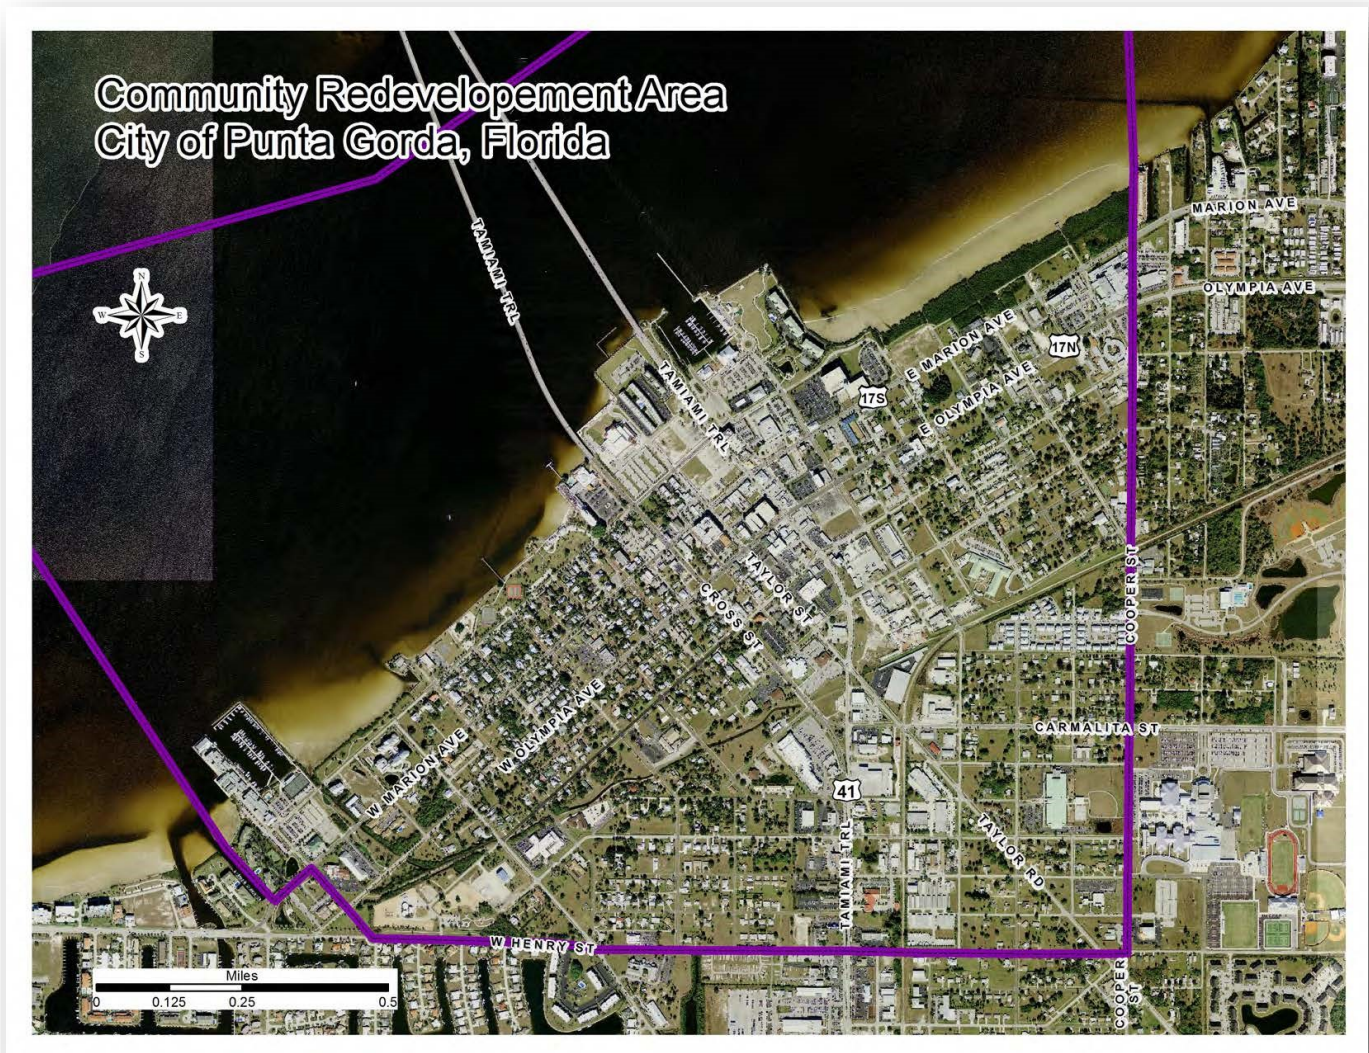 Community Redevelopement Area
City of Punta Gorda, Florida
N
W
E
S
MARION AVE
OLYMPIA AVE
TAMIAMI TRL
TAMIAMI TRL
E MARION AVE
17N
17S
E OLYMPIA AVE
TAYLOR ST
CROSS ST
COOPER ST
W OLYMPIA AVE
W MARION AVE
CARMALITA ST
41
TAMIAMI TRL
TAYLOR RD
W HENRY ST
COOPER
ST
Miles
0 0.125 0.25 0.5